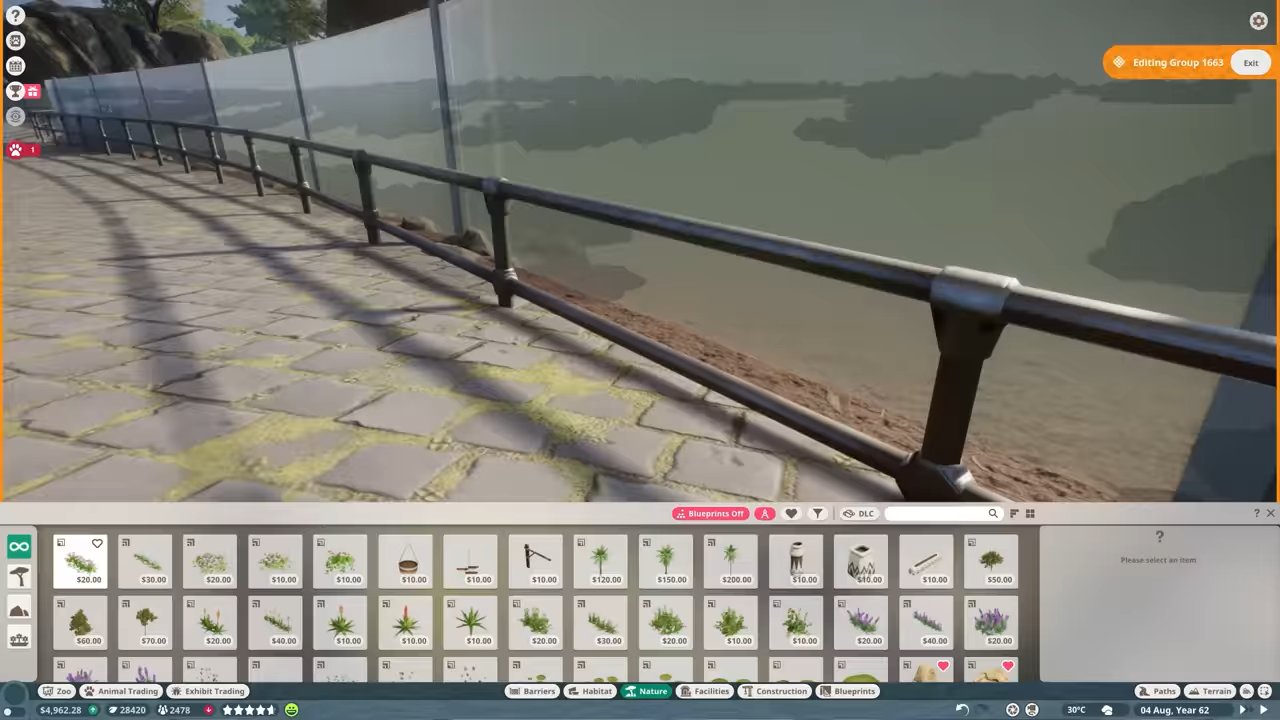 ?
Editing Group 1663 Exit
1
Blueprints Off DLC ? ×
$20.00 $30.00 $20.00 $10.00 $10.00 $10.00 $10.00 $10.00 $120.00 $150.00 $200.00 $10.00 $10.00 $10.00 $50.00
?
Please select an item
$60.00 $70.00 $20.00 $40.00 $10.00 $10.00 $10.00 $20.00 $30.00 $20.00 $10.00 $10.00 $20.00 $40.00 $20.00
Zoo Animal Trading Exhibit Trading Barriers Habitat Nature Facilities Construction Blueprints Paths Terrain
$4,962.28 28420 2478 30°C 04 Aug, Year 62